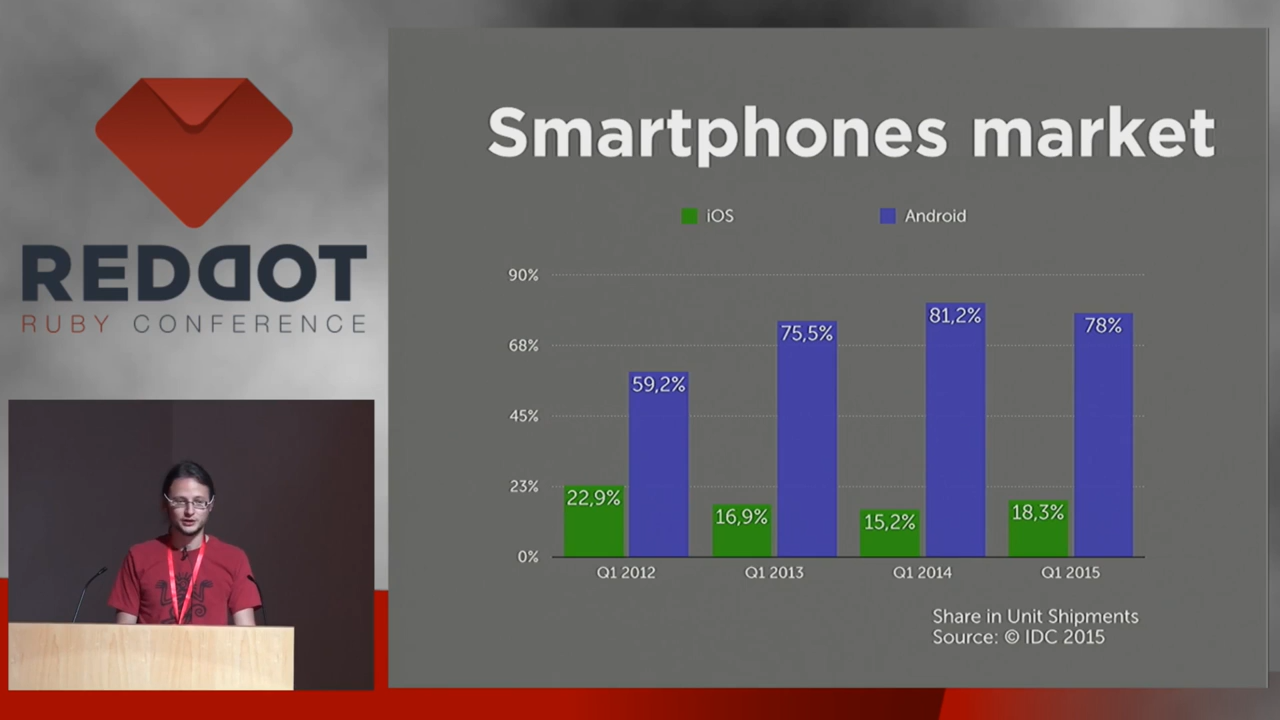 REDDOT
RUBY CONFERENCE
Smartphones market
iOS
Android
90%
68%
45%
23%
0%
22,9%
59,2%
16,9%
75,5%
15,2%
81,2%
18,3%
78%
Q1 2012
Q1 2013
Q1 2014
Q1 2015
Share in Unit Shipments
Source: © IDC 2015